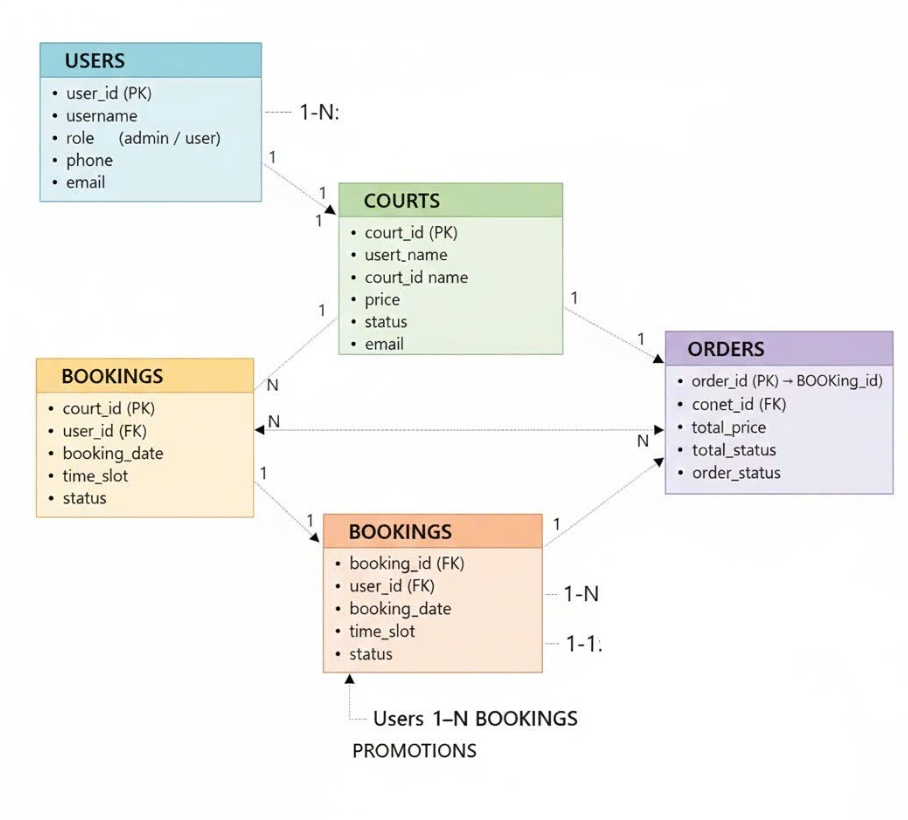 USERS
• user_id (PK)
• username
• role (admin / user)
• phone
• email
1-N:
1
1
1
COURTS
• court_id (PK)
• usert_name
• court_id name
• price
• status
• email
1
N
1
1
ORDERS
• order_id (PK) → BOOKing_id)
• conet_id (FK)
• total_price
• total_status
• order_status
BOOKINGS
• court_id (PK)
• user_id (FK)
• booking_date
• time_slot
• status
N
N
1
1
1
BOOKINGS
• booking_id (FK)
• user_id (FK)
• booking_date
• time_slot
• status
1-N
1-1:
Users 1–N BOOKINGS
PROMOTIONS